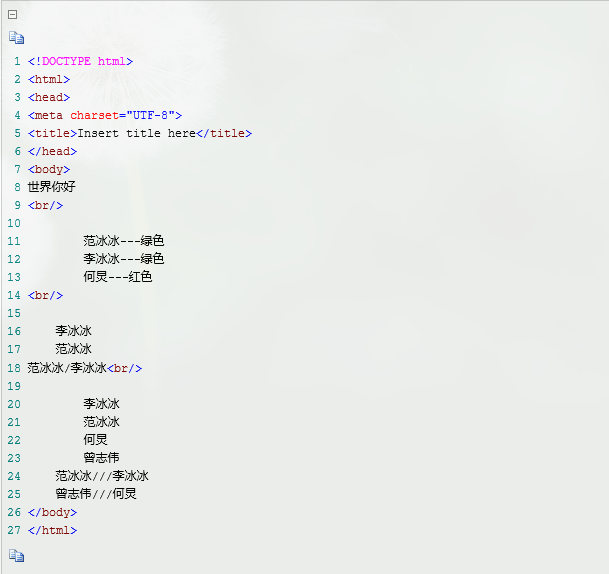 1 <!DOCTYPE html>
2 <html>
3 <head>
4 <meta charset="UTF-8">
5 <title>Insert title here</title>
6 </head>
7 <body>
8 世界你好
9 <br/>
10
11 范冰冰---绿色
12 李冰冰---绿色
13 何炅---红色
14 <br/>
15
16 李冰冰
17 范冰冰
18 范冰冰/李冰冰<br/>
19
20 李冰冰
21 范冰冰
22 何炅
23 曾志伟
24 范冰冰///李冰冰
25 曾志伟///何炅
26 </body>
27 </html>